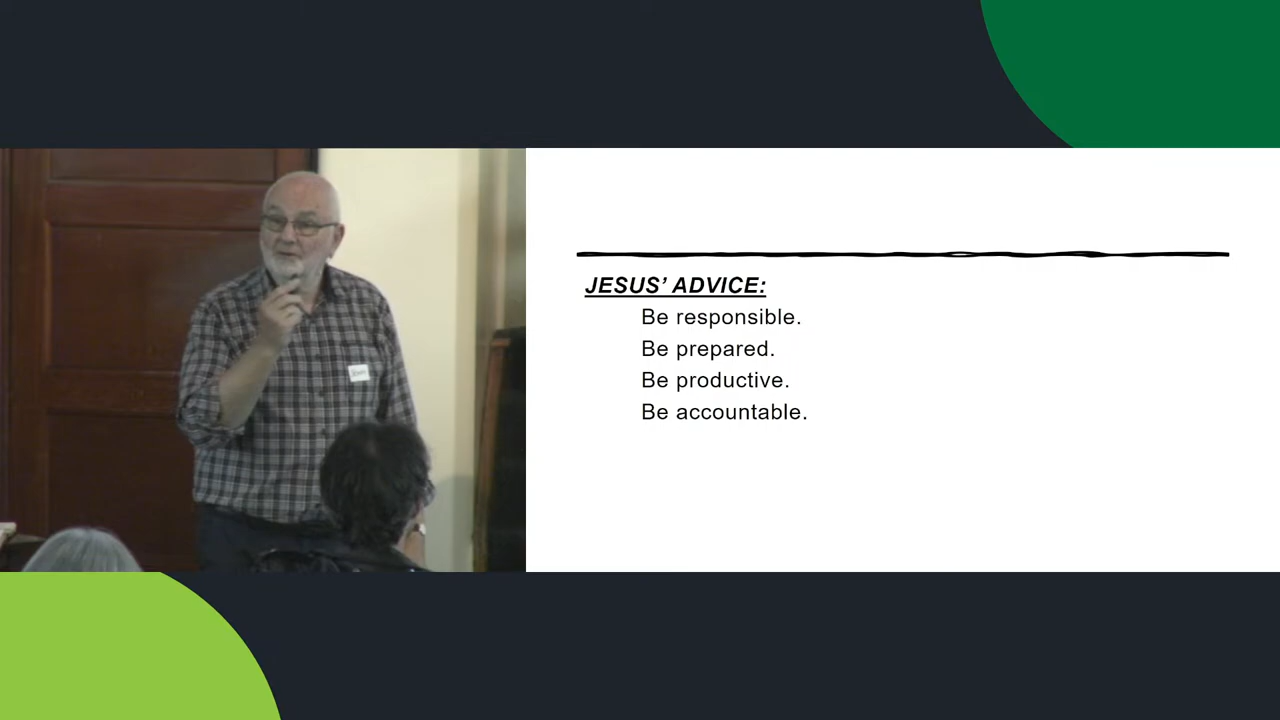 JESUS’ ADVICE:
Be responsible.
Be prepared.
Be productive.
Be accountable.